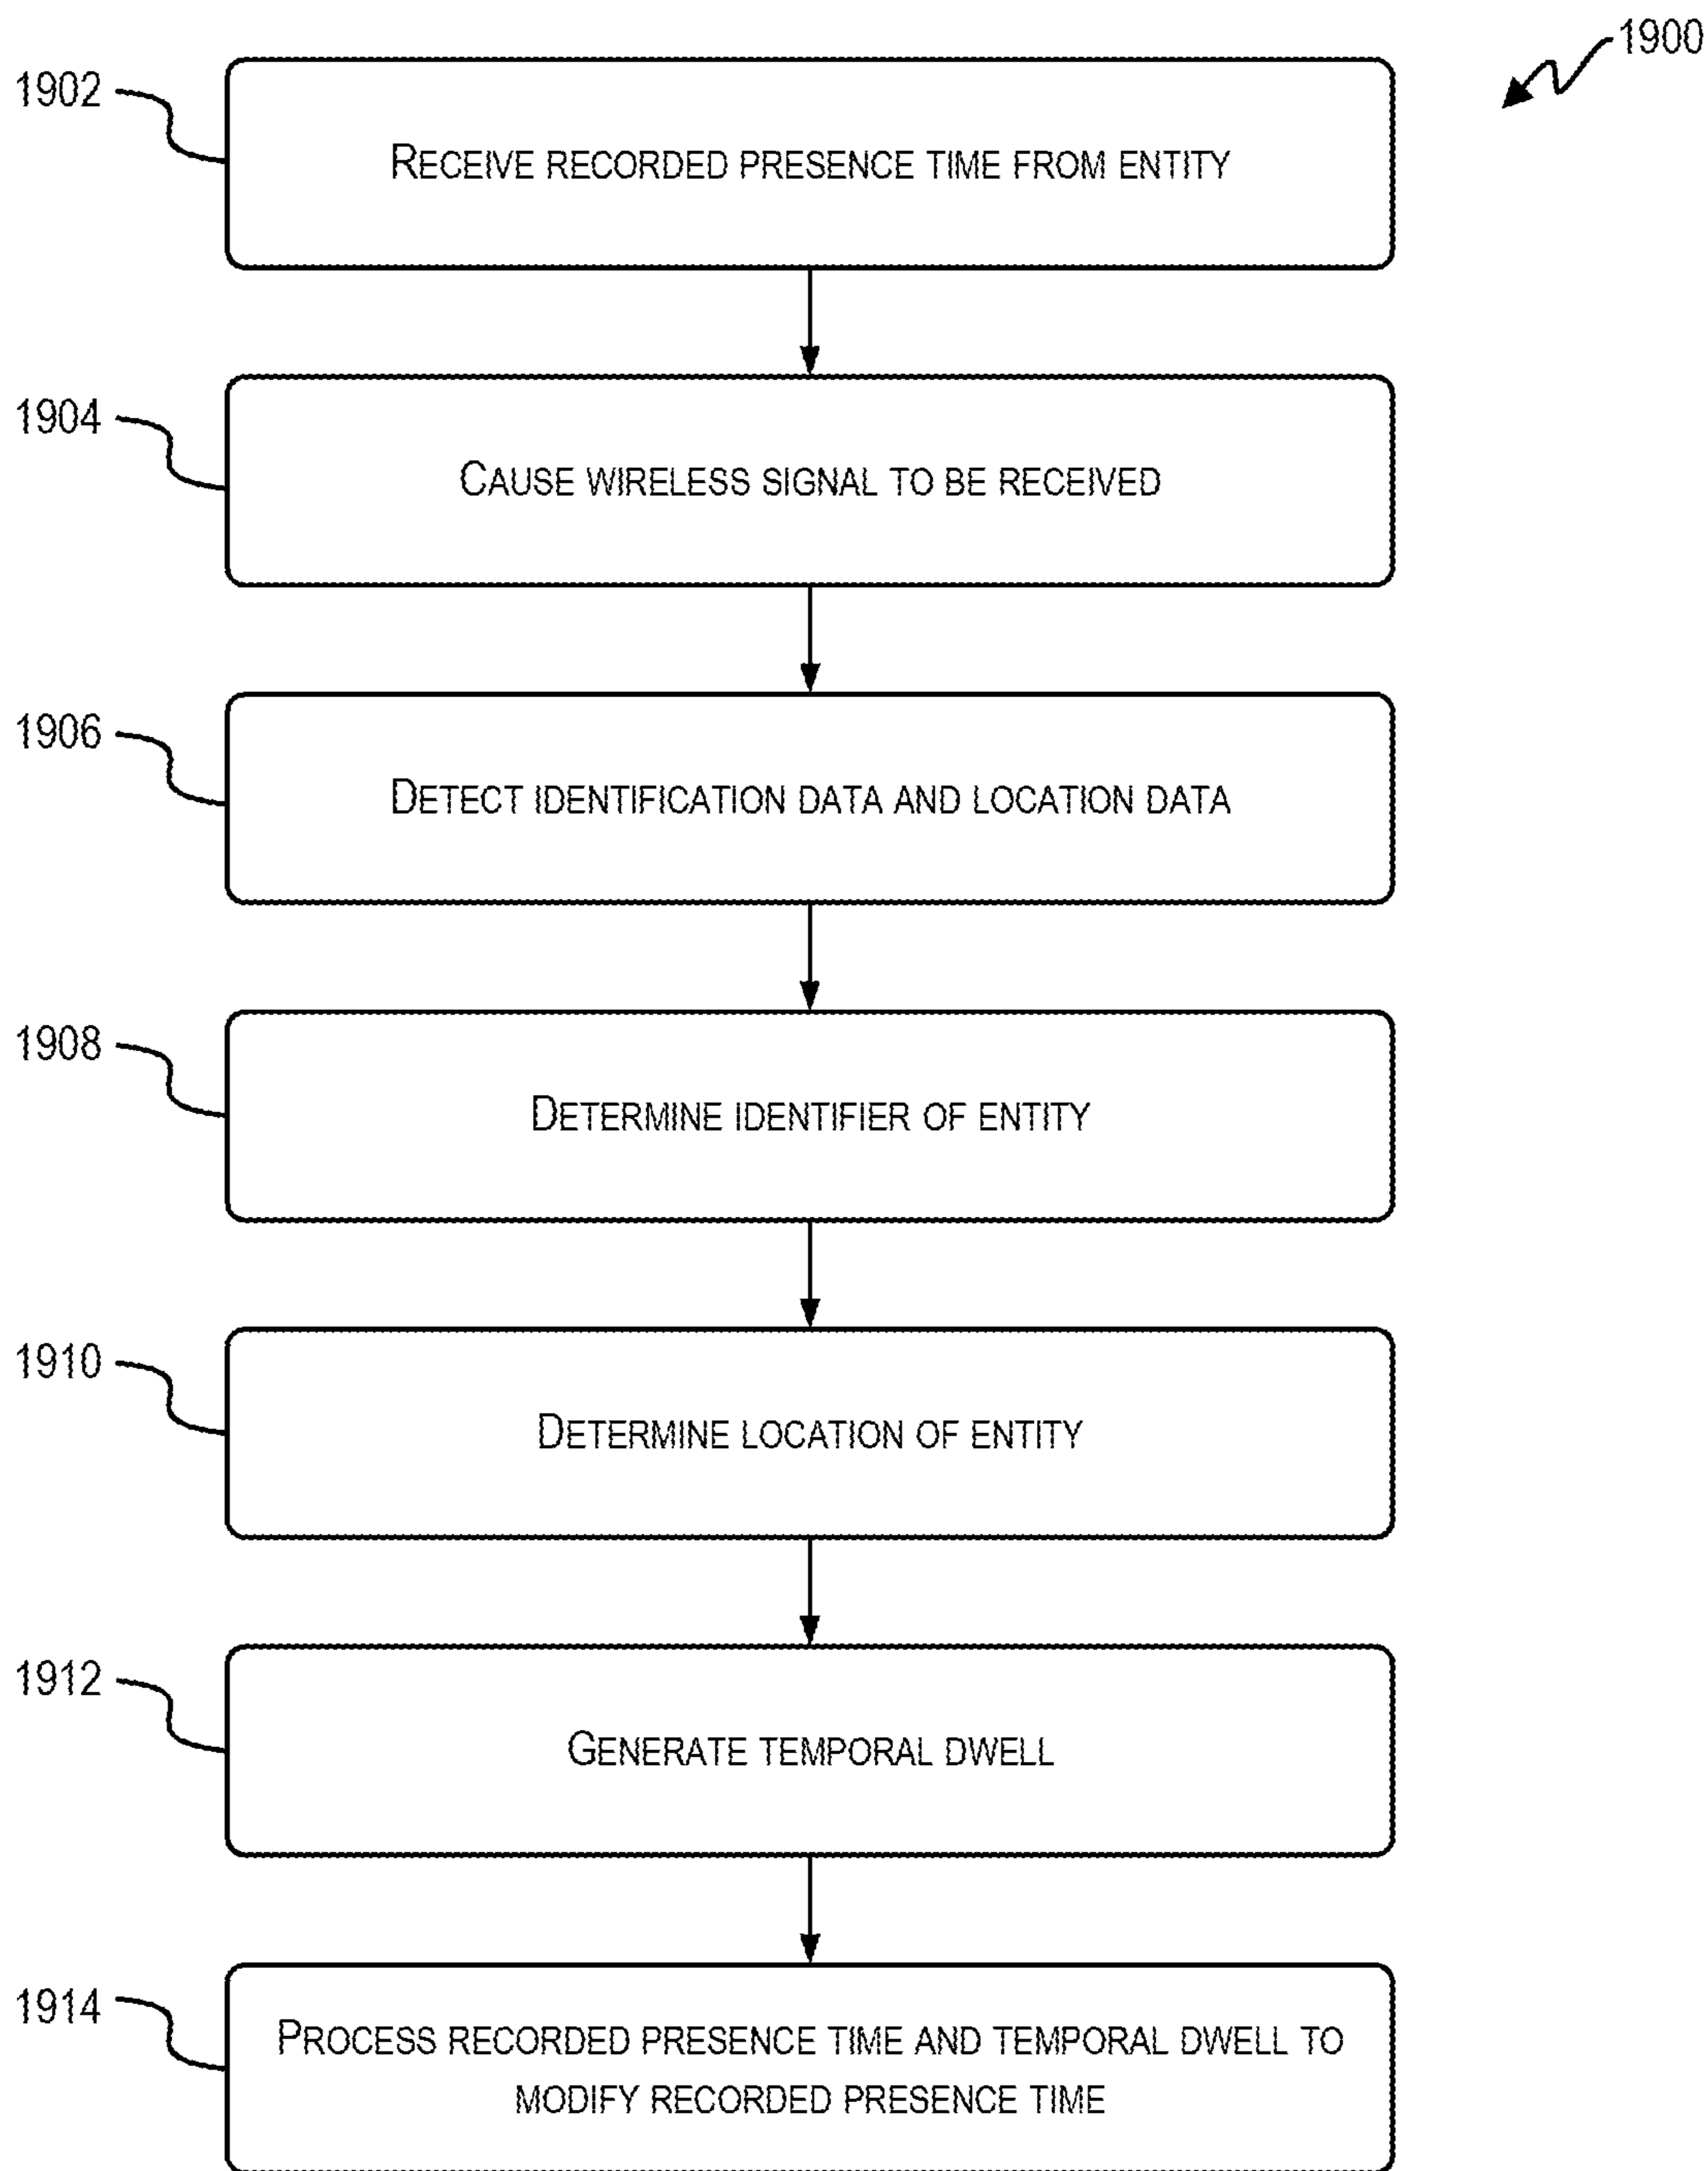 1900
1902
RECEIVE RECORDED PRESENCE TIME FROM ENTITY
1904
CAUSE WIRELESS SIGNAL TO BE RECEIVED
1906
DETECT IDENTIFICATION DATA AND LOCATION DATA
1908
DETERMINE IDENTIFIER OF ENTITY
1910
DETERMINE LOCATION OF ENTITY
1912
GENERATE TEMPORAL DWELL
1914
PROCESS RECORDED PRESENCE TIME AND TEMPORAL DWELL TO
MODIFY RECORDED PRESENCE TIME